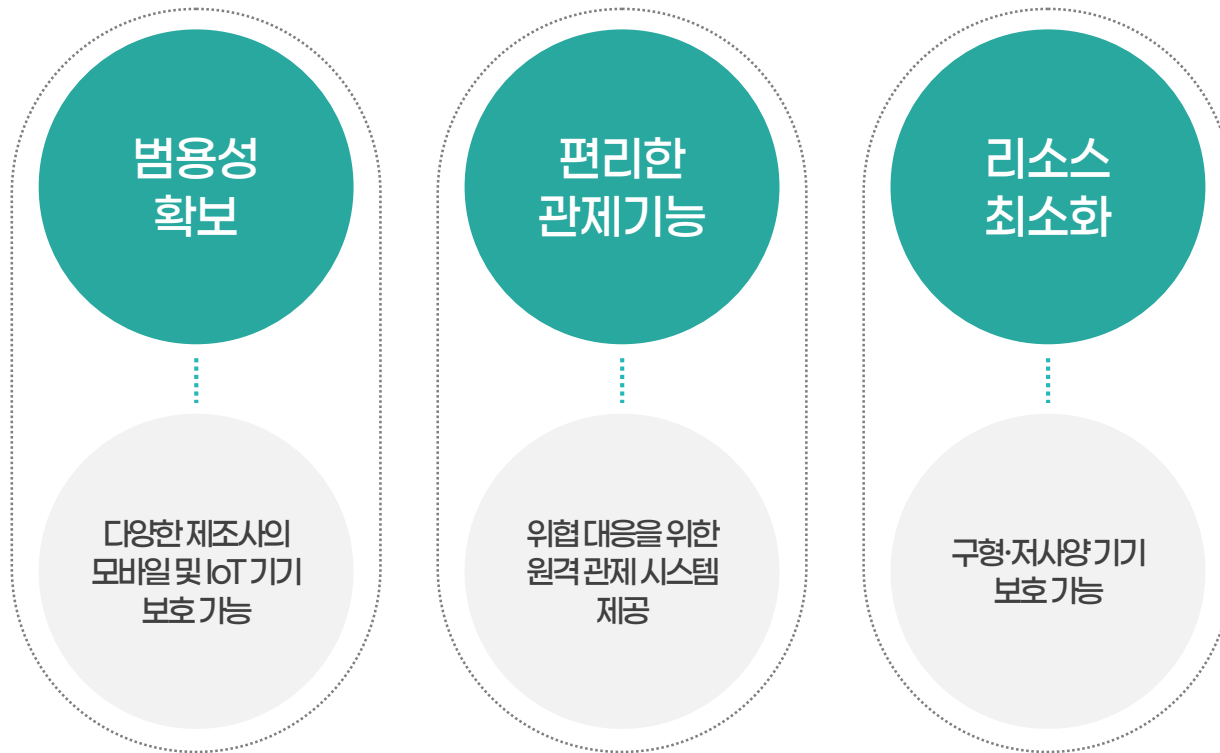 범용성
확보
다양한 제조사의
모바일 및 IoT 기기
보호 가능
편리한
관제기능
위협 대응을 위한
원격 관제 시스템
제공
리소스
최소화
구형·저사양 기기
보호 가능